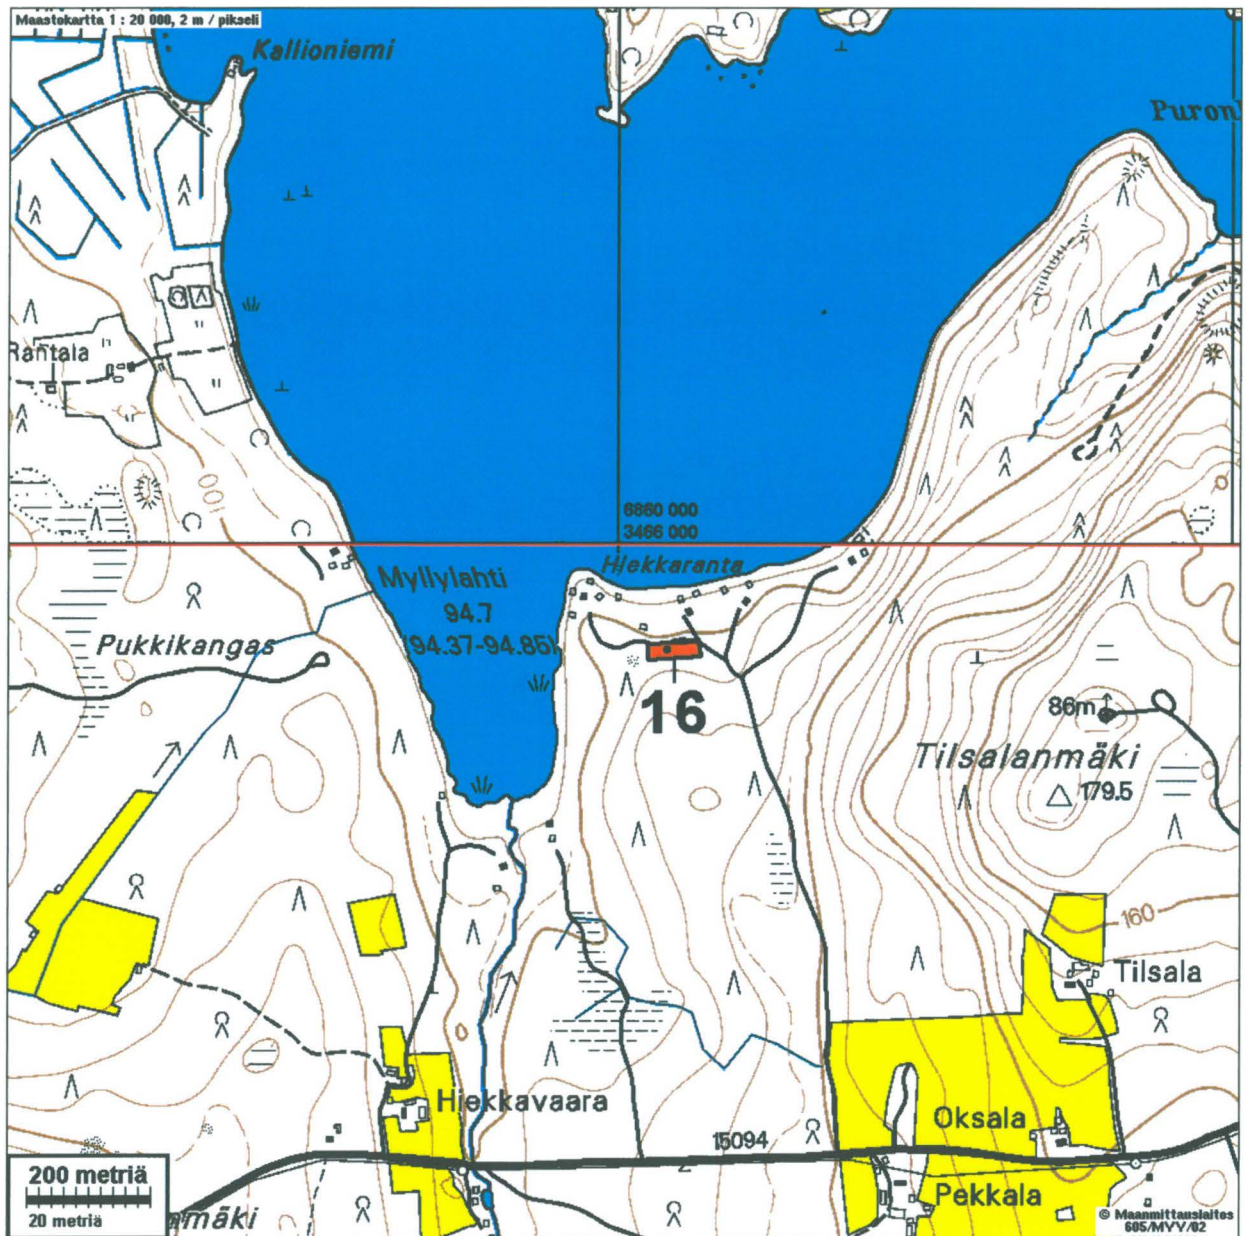 Maastokartta 1 : 20 000, 2 m / pikseli
Kallioniemi
Rantala
6860 000
3466 000
Hiekkaranta
Myllylahti
94.7
(94.37-94.85)
Pukkikangas
16
86m
Tilsalanmäki
179.5
160
Tilsala
Hiekkavaara
Oksala
15094
Pekkala
200 metriä
20 metriä
© Maanmittauslaitos
605/MYY/02